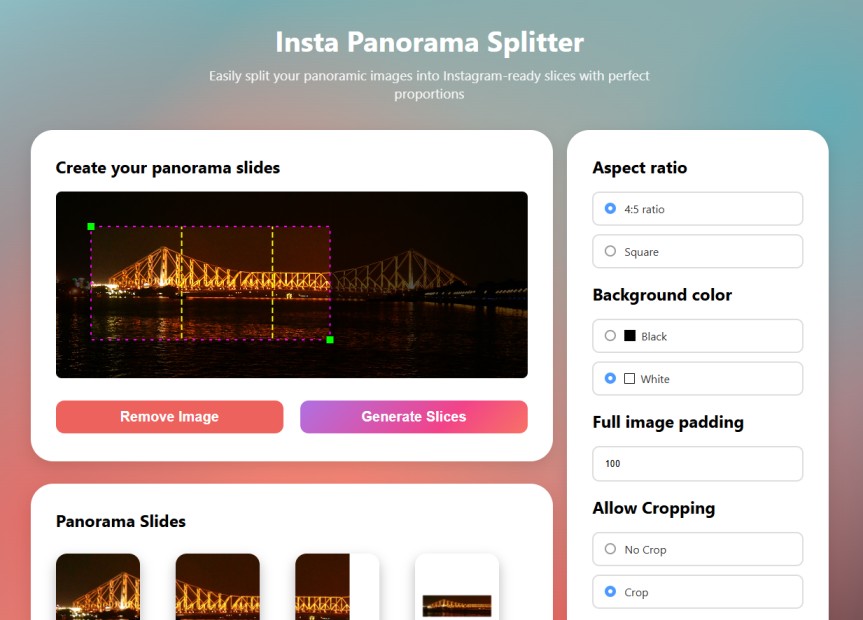 Insta Panorama Splitter
Easily split your panoramic images into Instagram-ready slices with perfect
proportions
Create your panorama slides
Remove Image
Generate Slices
Panorama Slides
Aspect ratio
4:5 ratio
Square
Background color
Black
White
Full image padding
100
Allow Cropping
No Crop
Crop